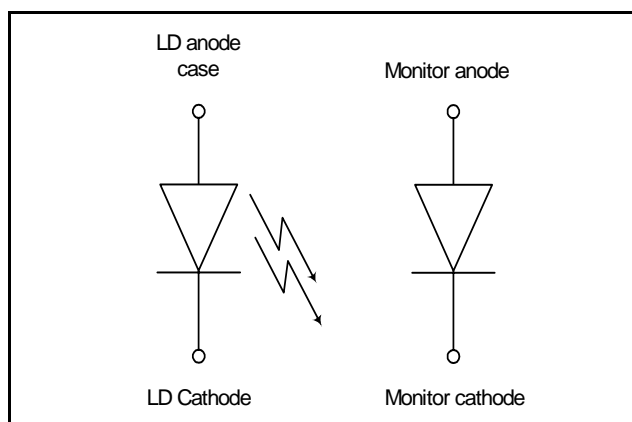 LD anode
case
Monitor anode
LD Cathode
Monitor cathode